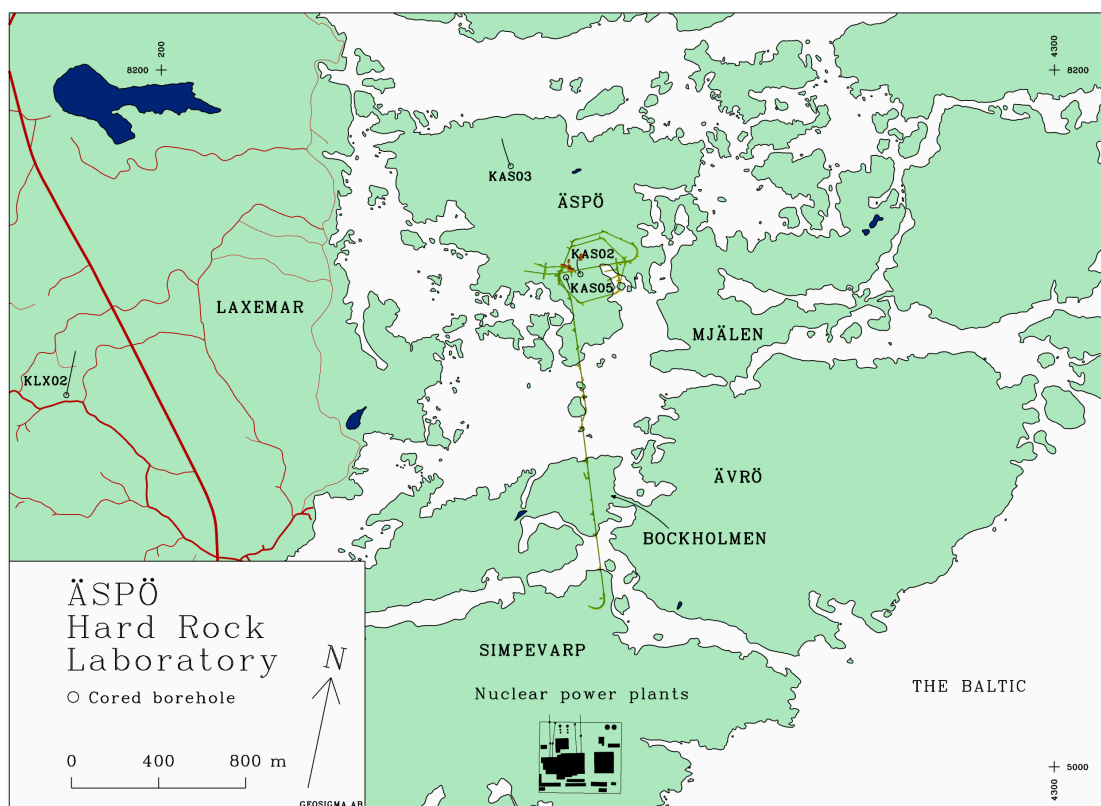 200
8200
4300
8200
KAS03
ÄSPÖ
KAS02
KAS05
LAXEMAR
MJÄLEN
KLX02
ÄVRÖ
BOCKHOLMEN
ÄSPÖ
Hard Rock
Laboratory
N
Cored borehole
0 400 800 m
GEOSIGMA AB
SIMPEVARP
Nuclear power plants
THE BALTIC
5000
4300